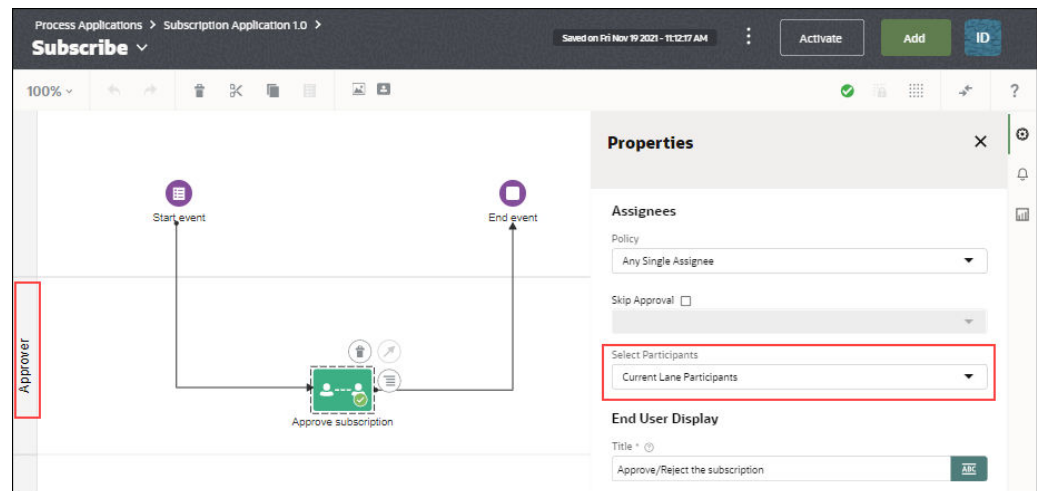 Process Applications > Subscription Application 1.0 >
Subscribe
Saved on Fri Nov 19 2021 - 11:12:17 AM
Activate
Add
ID
100%
?
Properties
Start event
End event
Assignees
Policy
Any Single Assignee
Skip Approval
Select Participants
Current Lane Participants
Approver
Approve subscription
End User Display
Title *
Approve/Reject the subscription
ABC